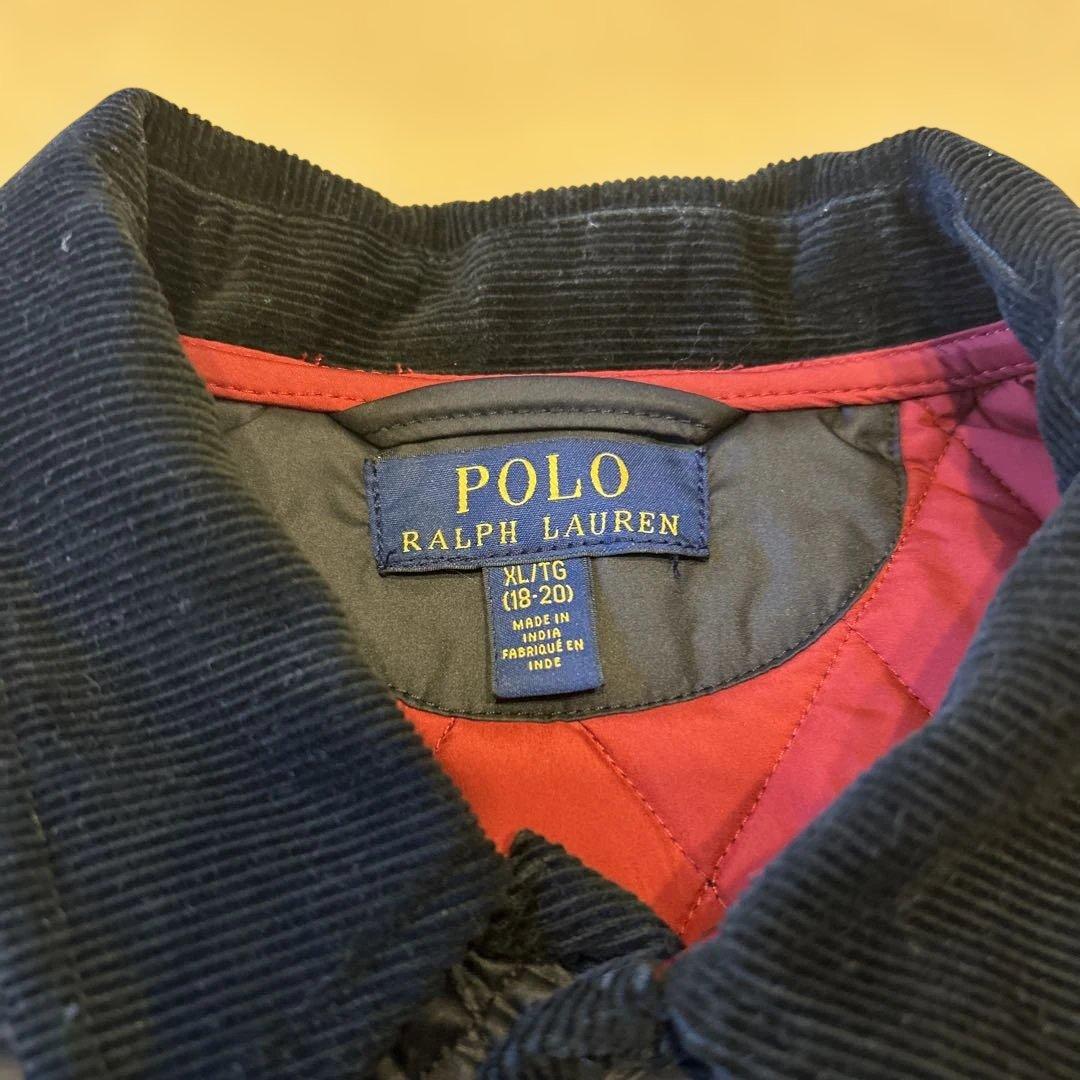 POLO
RALPH LAUREN
XL/TG
(18-20)
MADE IN
INDIA
FABRIQUÉ EN
INDE